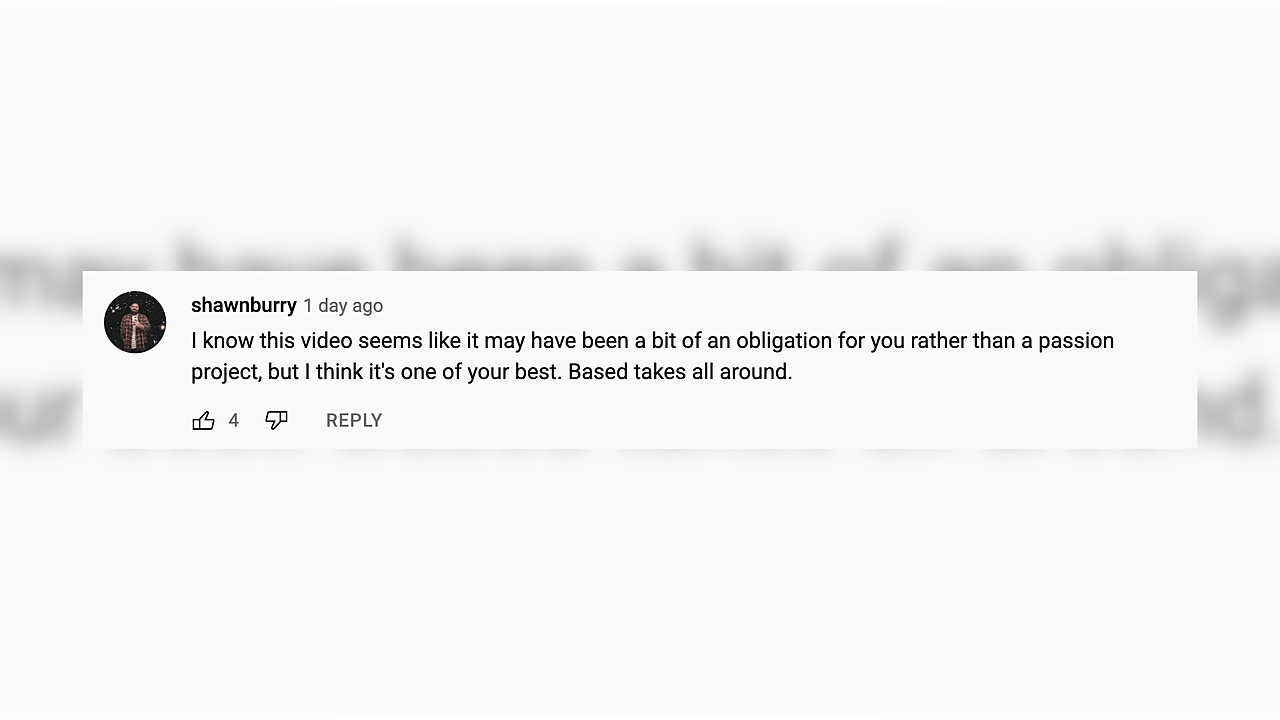 shawnburry 1 day ago
I know this video seems like it may have been a bit of an obligation for you rather than a passion
project, but I think it's one of your best. Based takes all around.
4 REPLY